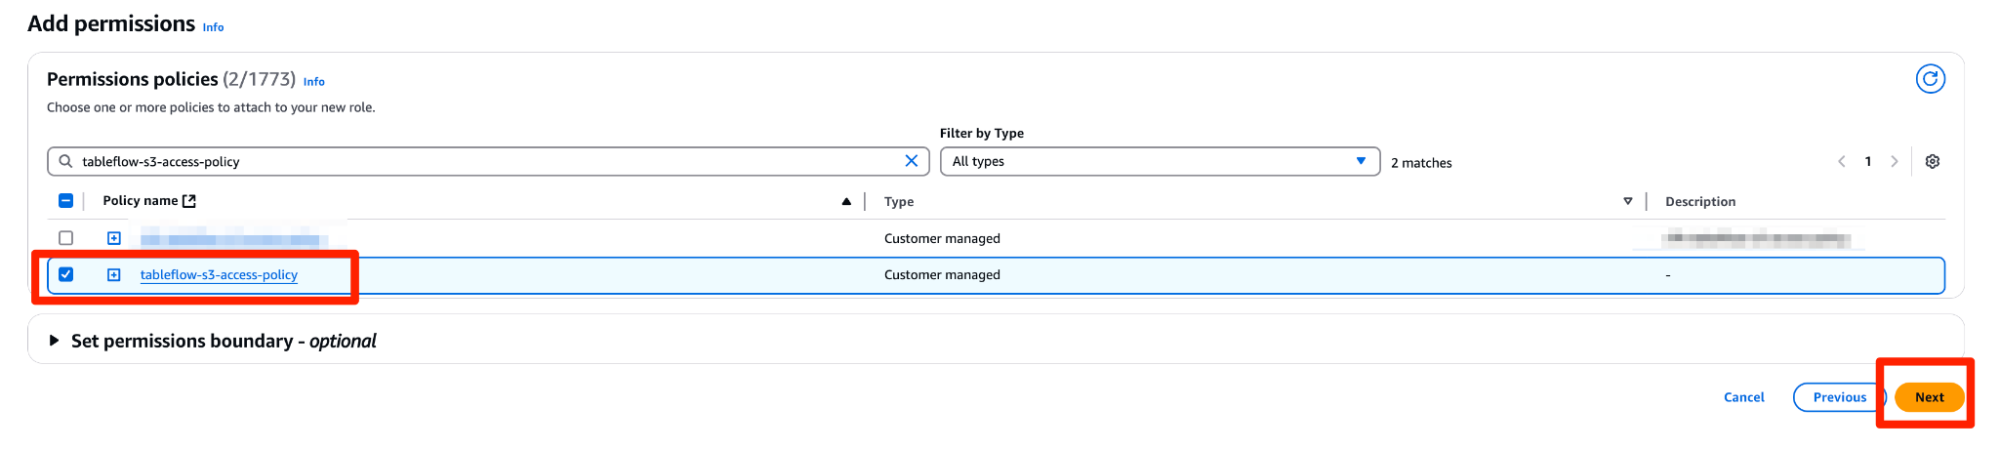 Add permissions Info
Permissions policies (2/1773) Info
Choose one or more policies to attach to your new role.
Filter by Type
tableflow-s3-access-policy
All types
2 matches
1
Policy name
Type
Description
Customer managed
tableflow-s3-access-policy
Customer managed
-
Set permissions boundary - optional
Cancel
Previous
Next